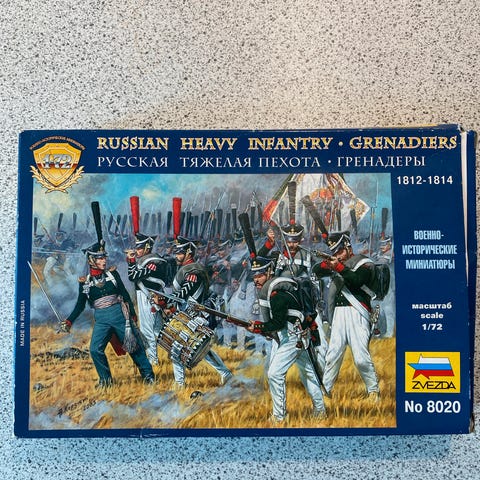 RUSSIAN HEAVY INFANTRY · GRENADIERS
РУССКАЯ ТЯЖЕЛАЯ ПЕХОТА · ГРЕНАДЕРЫ
1812-1814
ВОЕННО-
ИСТОРИЧЕСКИЕ
МИНИАТЮРЫ
масштаб
scale
1/72
ZVEZDA
No 8020
MADE IN RUSSIA